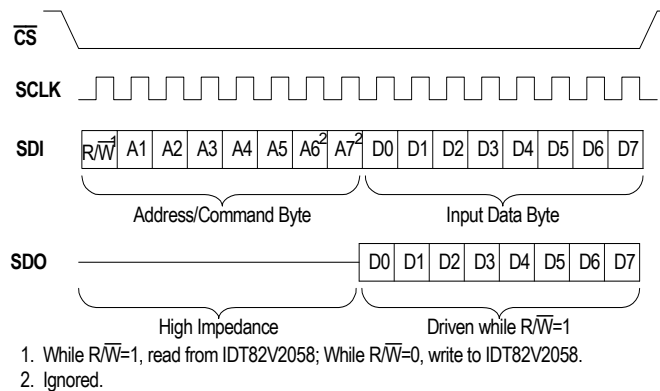 CS
SCLK
SDI R/W¹ A1 A2 A3 A4 A5 A6² A7² D0 D1 D2 D3 D4 D5 D6 D7
Address/Command Byte Input Data Byte
SDO D0 D1 D2 D3 D4 D5 D6 D7
High Impedance Driven while R/W=1
1. While R/W=1, read from IDT82V2058; While R/W=0, write to IDT82V2058.
2. Ignored.